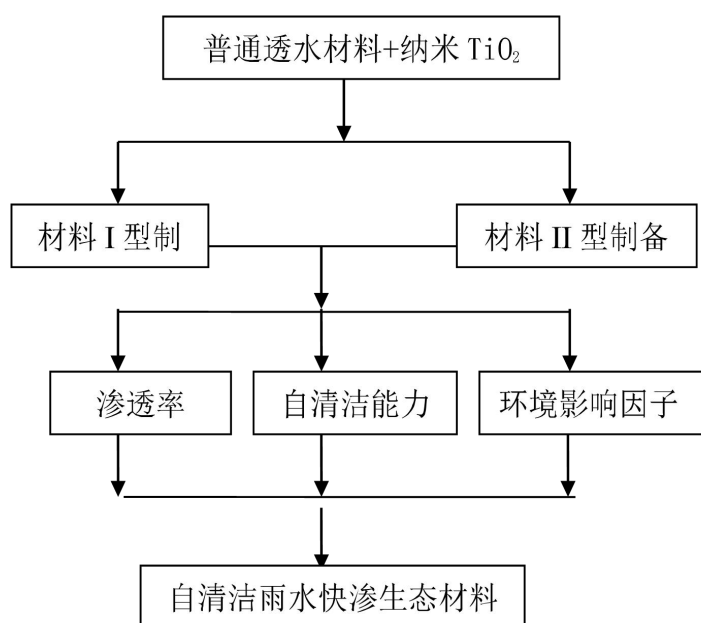 普通透水材料+纳米 TiO₂
材料 I 型制
材料 II 型制备
渗透率
自清洁能力
环境影响因子
自清洁雨水快渗生态材料